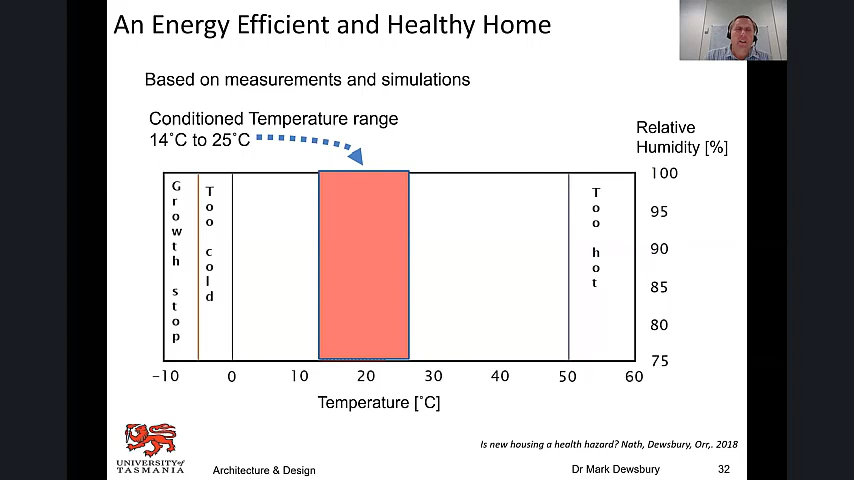 An Energy Efficient and Healthy Home
Based on measurements and simulations
Conditioned Temperature range
14˚C to 25˚C
Relative
Humidity [%]
Growth stop
Too cold
Too hot
100
95
90
85
80
75
−10 0 10 20 30 40 50 60
Temperature [˚C]
Is new housing a health hazard? Nath, Dewsbury, Orr,. 2018
UNIVERSITY of
TASMANIA
Architecture & Design
Dr Mark Dewsbury
32